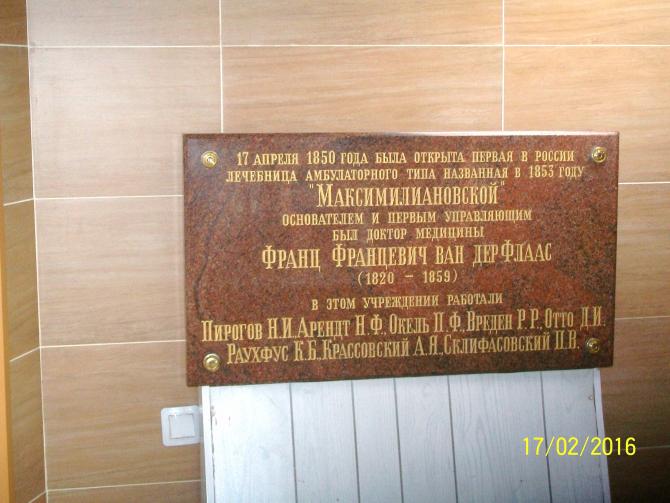 17 АПРЕЛЯ 1850 ГОДА БЫЛА ОТКРЫТА ПЕРВАЯ В РОССИИ
ЛЕЧЕБНИЦА АМБУЛАТОРНОГО ТИПА НАЗВАННАЯ В 1853 ГОДУ
"МАКСИМИЛИАНОВСКОЙ"
ОСНОВАТЕЛЕМ И ПЕРВЫМ УПРАВЛЯЮЩИМ
БЫЛ ДОКТОР МЕДИЦИНЫ
ФРАНЦ ФРАНЦЕВИЧ ВАН ДЕР ФЛААС
(1820 – 1859)
В ЭТОМ УЧРЕЖДЕНИИ РАБОТАЛИ
ПИРОГОВ Н.И., АРЕНДТ Н.Ф., ОКЕЛЬ П.Ф., ВРЕДЕН Р.Р., ОТТО Д.И.
РАУХФУС К.Б., КРАССОВСКИЙ А.Я., СКЛИФАСОВСКИЙ П.В.
17/02/2016